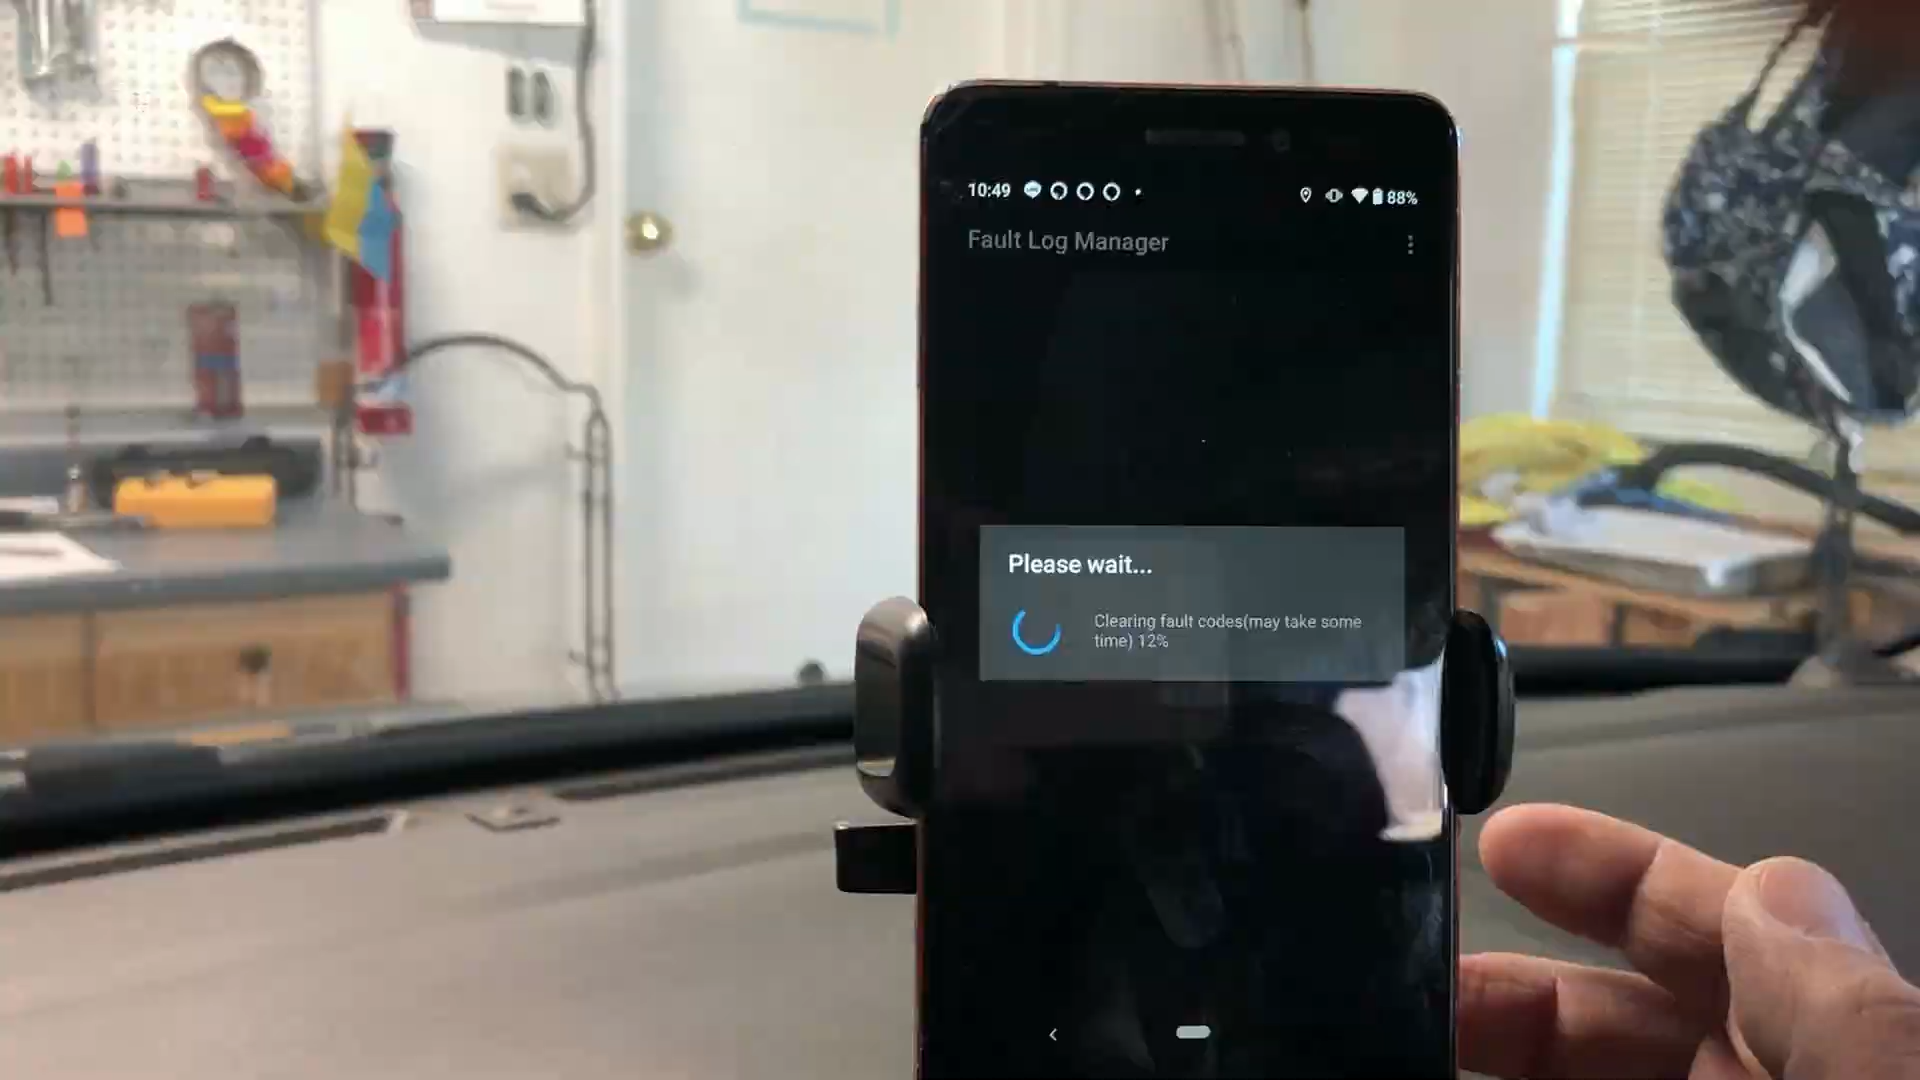 10:49
88%
Fault Log Manager
Please wait...
Clearing fault codes(may take some
time) 12%